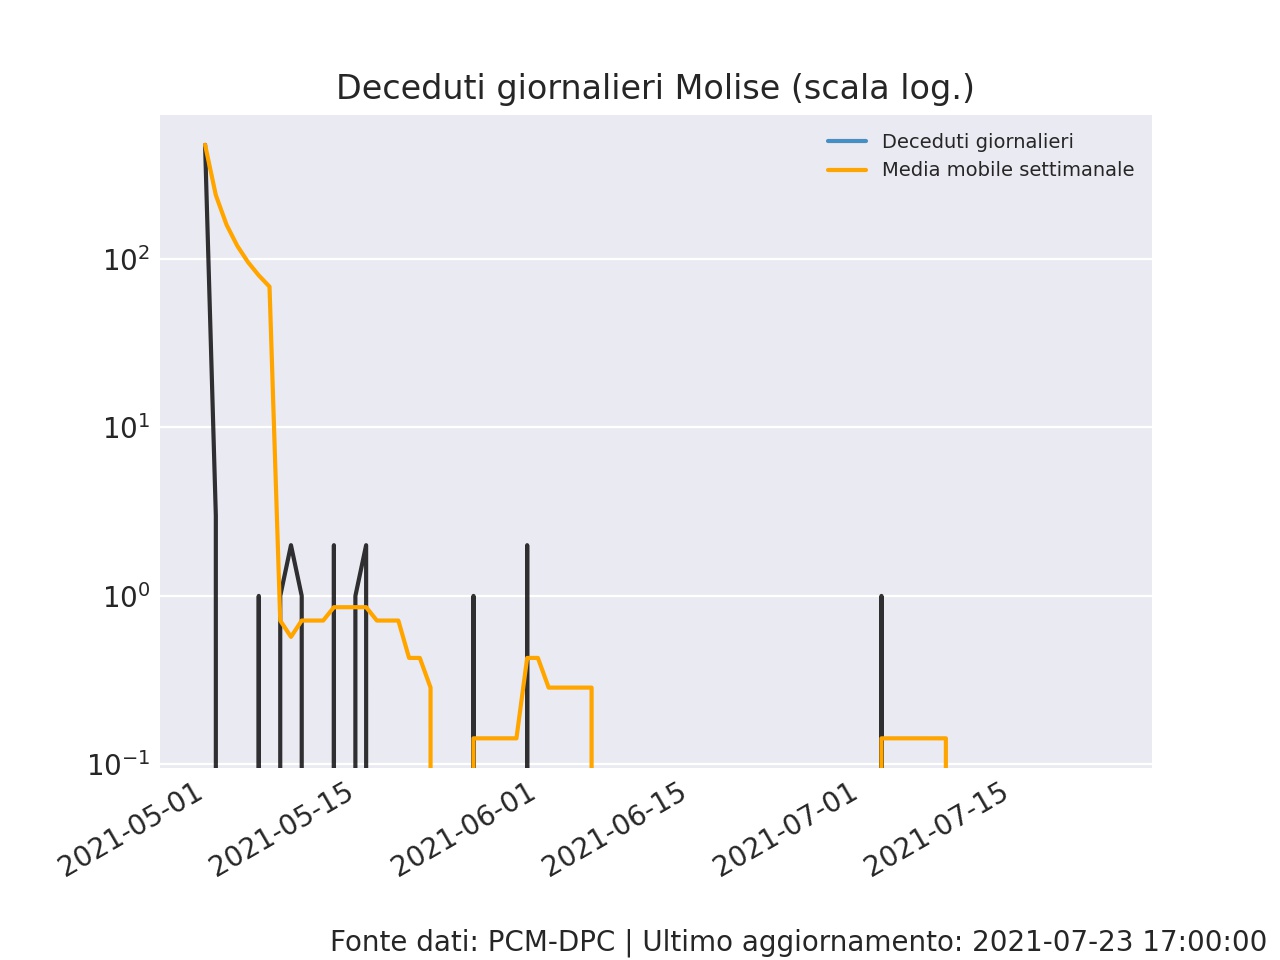 Deceduti giornalieri Molise (scala log.)
Deceduti giornalieri
Media mobile settimanale
10²
10¹
10⁰
10⁻¹
2021-05-01
2021-05-15
2021-06-01
2021-06-15
2021-07-01
2021-07-15
Fonte dati: PCM-DPC | Ultimo aggiornamento: 2021-07-23 17:00:00